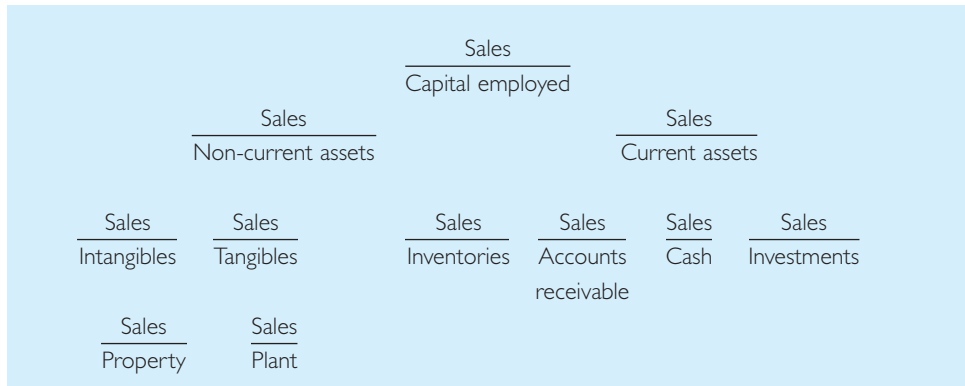 Sales
Capital employed
Sales Sales
Non-current assets Current assets
Sales Sales Sales Sales Sales Sales
Intangibles Tangibles Inventories Accounts Cash Investments
receivable
Sales Sales
Property Plant